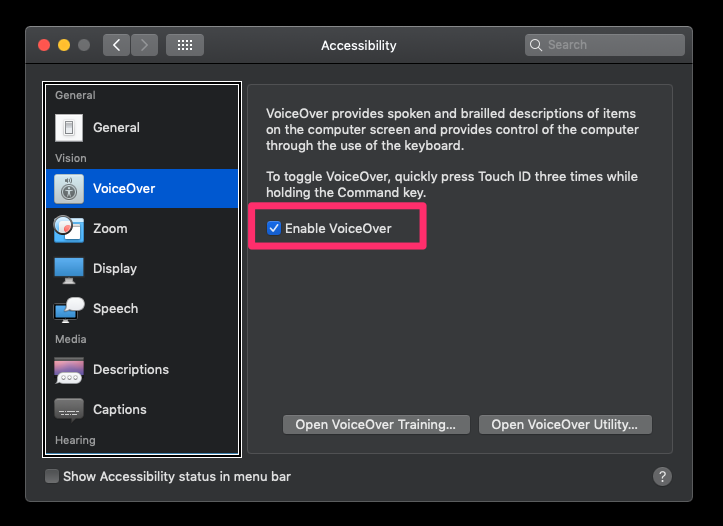 Accessibility
Search
General
General
Vision
VoiceOver
Zoom
Display
Speech
Media
Descriptions
Captions
Hearing
VoiceOver provides spoken and brailled descriptions of items
on the computer screen and provides control of the computer
through the use of the keyboard.
To toggle VoiceOver, quickly press Touch ID three times while
holding the Command key.
Enable VoiceOver
Open VoiceOver Training...
Open VoiceOver Utility...
Show Accessibility status in menu bar
?